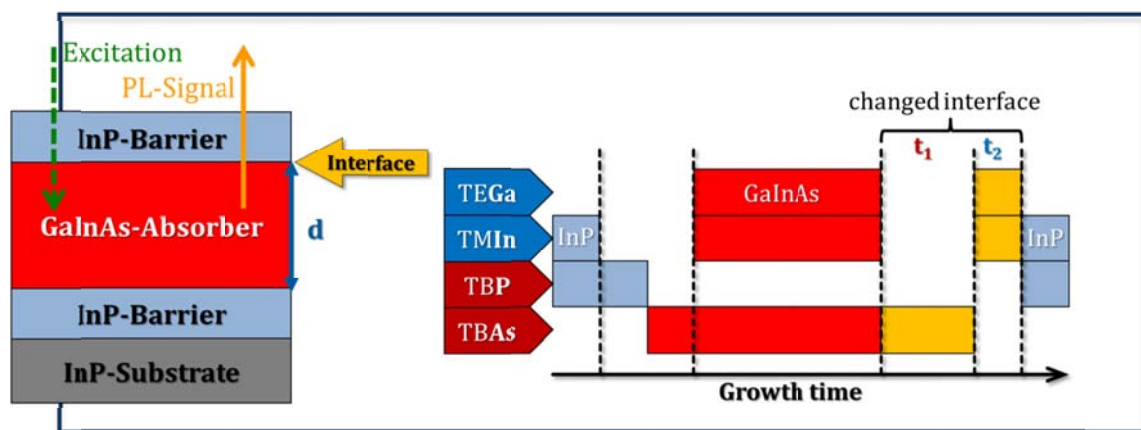 Excitation
PL-Signal
InP-Barrier
Interface
GaInAs-Absorber
d
InP-Barrier
InP-Substrate
changed interface
t₁
t₂
TEGa
GaInAs
TMIn
InP
InP
TBP
TBAs
Growth time